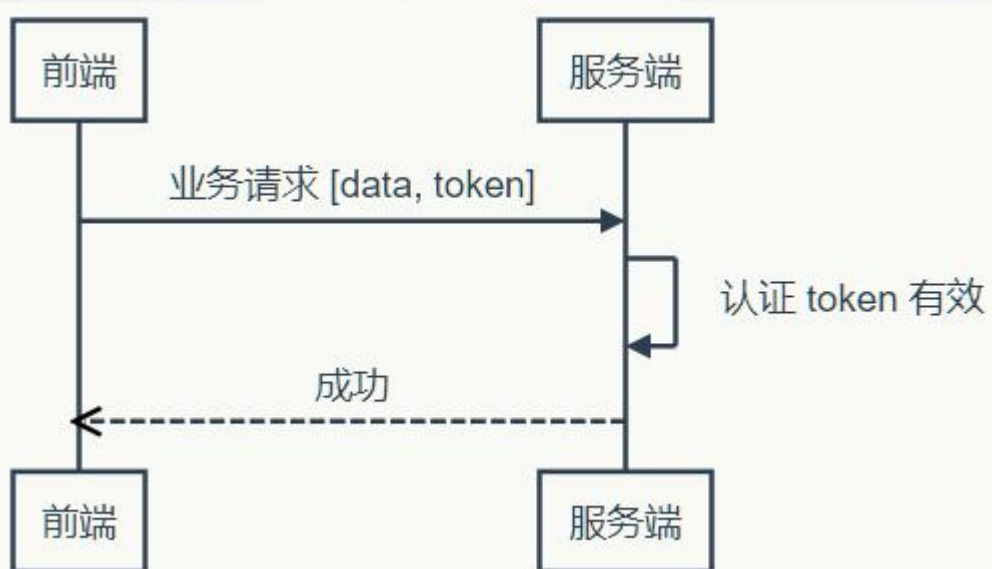 前端
服务端
业务请求 [data, token]
认证 token 有效
成功
前端
服务端